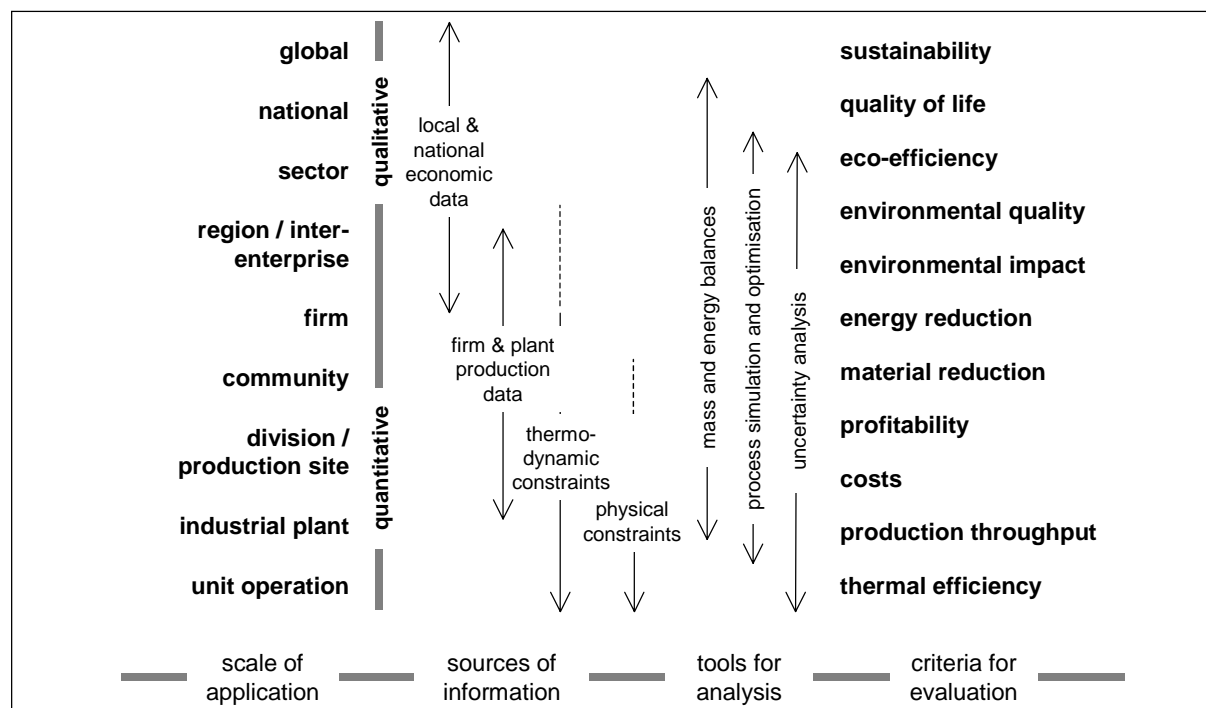 global
national
sector
region / inter-
enterprise
firm
community
division /
production site
industrial plant
unit operation
qualitative
quantitative
local &
national
economic
data
firm & plant
production
data
thermo-
dynamic
constraints
physical
constraints
mass and energy balances
process simulation and optimisation
uncertainty analysis
sustainability
quality of life
eco-efficiency
environmental quality
environmental impact
energy reduction
material reduction
profitability
costs
production throughput
thermal efficiency
scale of
application
sources of
information
tools for
analysis
criteria for
evaluation